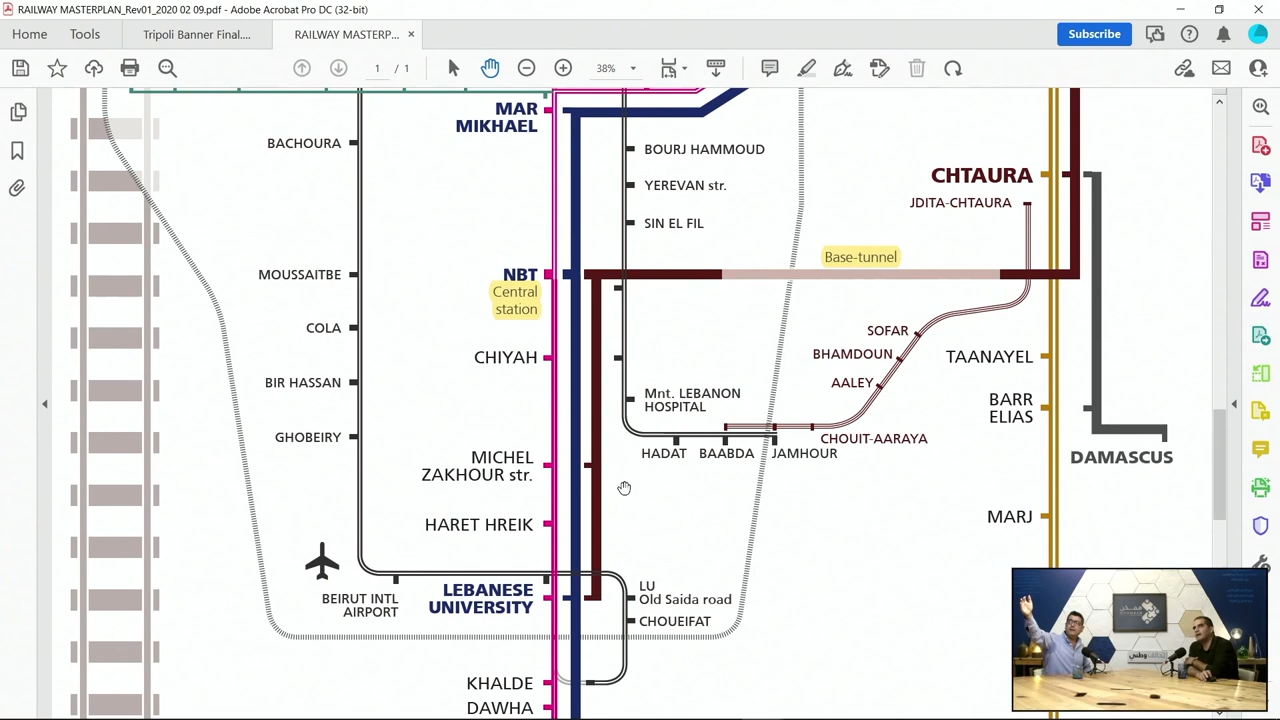 RAILWAY MASTERPLAN_Rev01_2020 02 09.pdf - Adobe Acrobat Pro DC (32-bit)
Home
Tools
Tripoli Banner Final....
RAILWAY MASTERP...
Subscribe
1 / 1
38%
MAR
MIKHAEL
BACHOURA
BOURJ HAMMOUD
YEREVAN str.
SIN EL FIL
CHTAURA
JDITA-CHTAURA
Base-tunnel
MOUSSAITBE
NBT
Central
station
COLA
SOFAR
CHIYAH
BHAMDOUN
TAANAYEL
BIR HASSAN
AALEY
Mnt. LEBANON
HOSPITAL
BARR
ELIAS
GHOBEIRY
CHOUIT-AARAYA
HADAT
BAABDA
JAMHOUR
DAMASCUS
MICHEL
ZAKHOUR str.
HARET HREIK
MARJ
BEIRUT INTL
AIRPORT
LEBANESE
UNIVERSITY
LU
Old Saida road
CHOUEIFAT
KHALDE
DAWHA